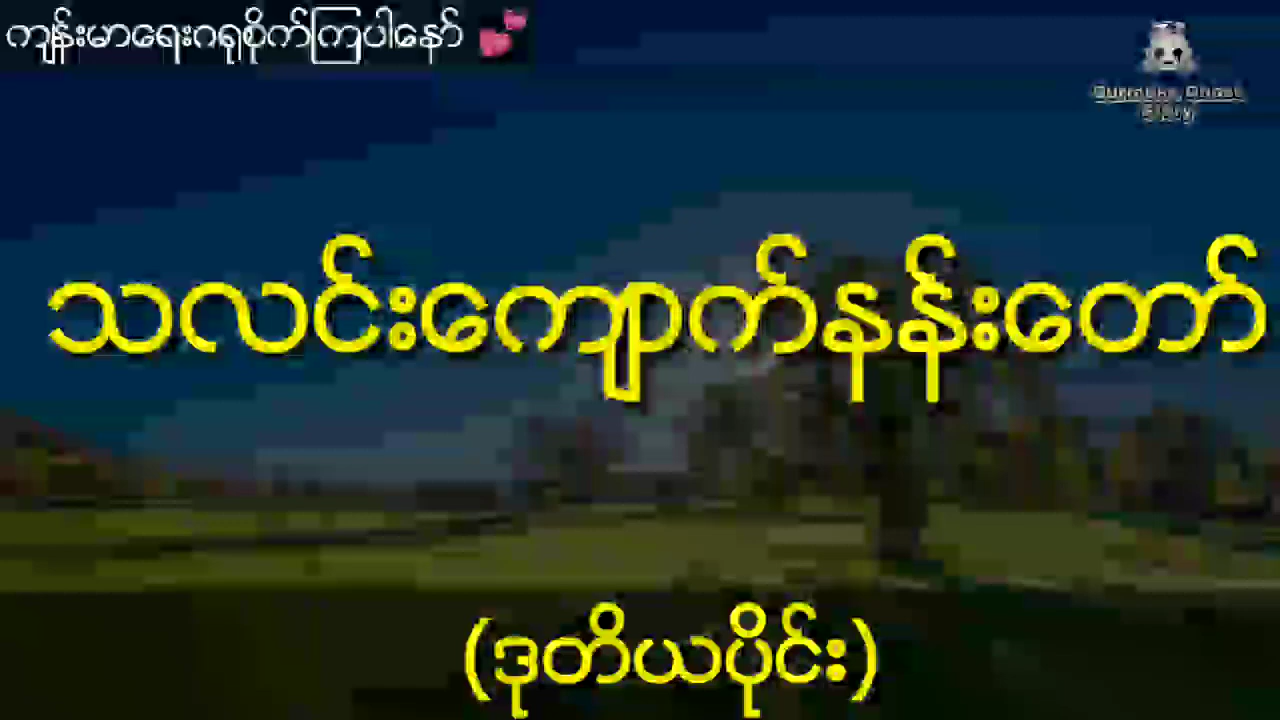 ကျန်းမာရေးဂရုစိုက်ကြပါနော် 💕
သလင်းကျောက်နန်းတော်
(ဒုတိယပိုင်း)